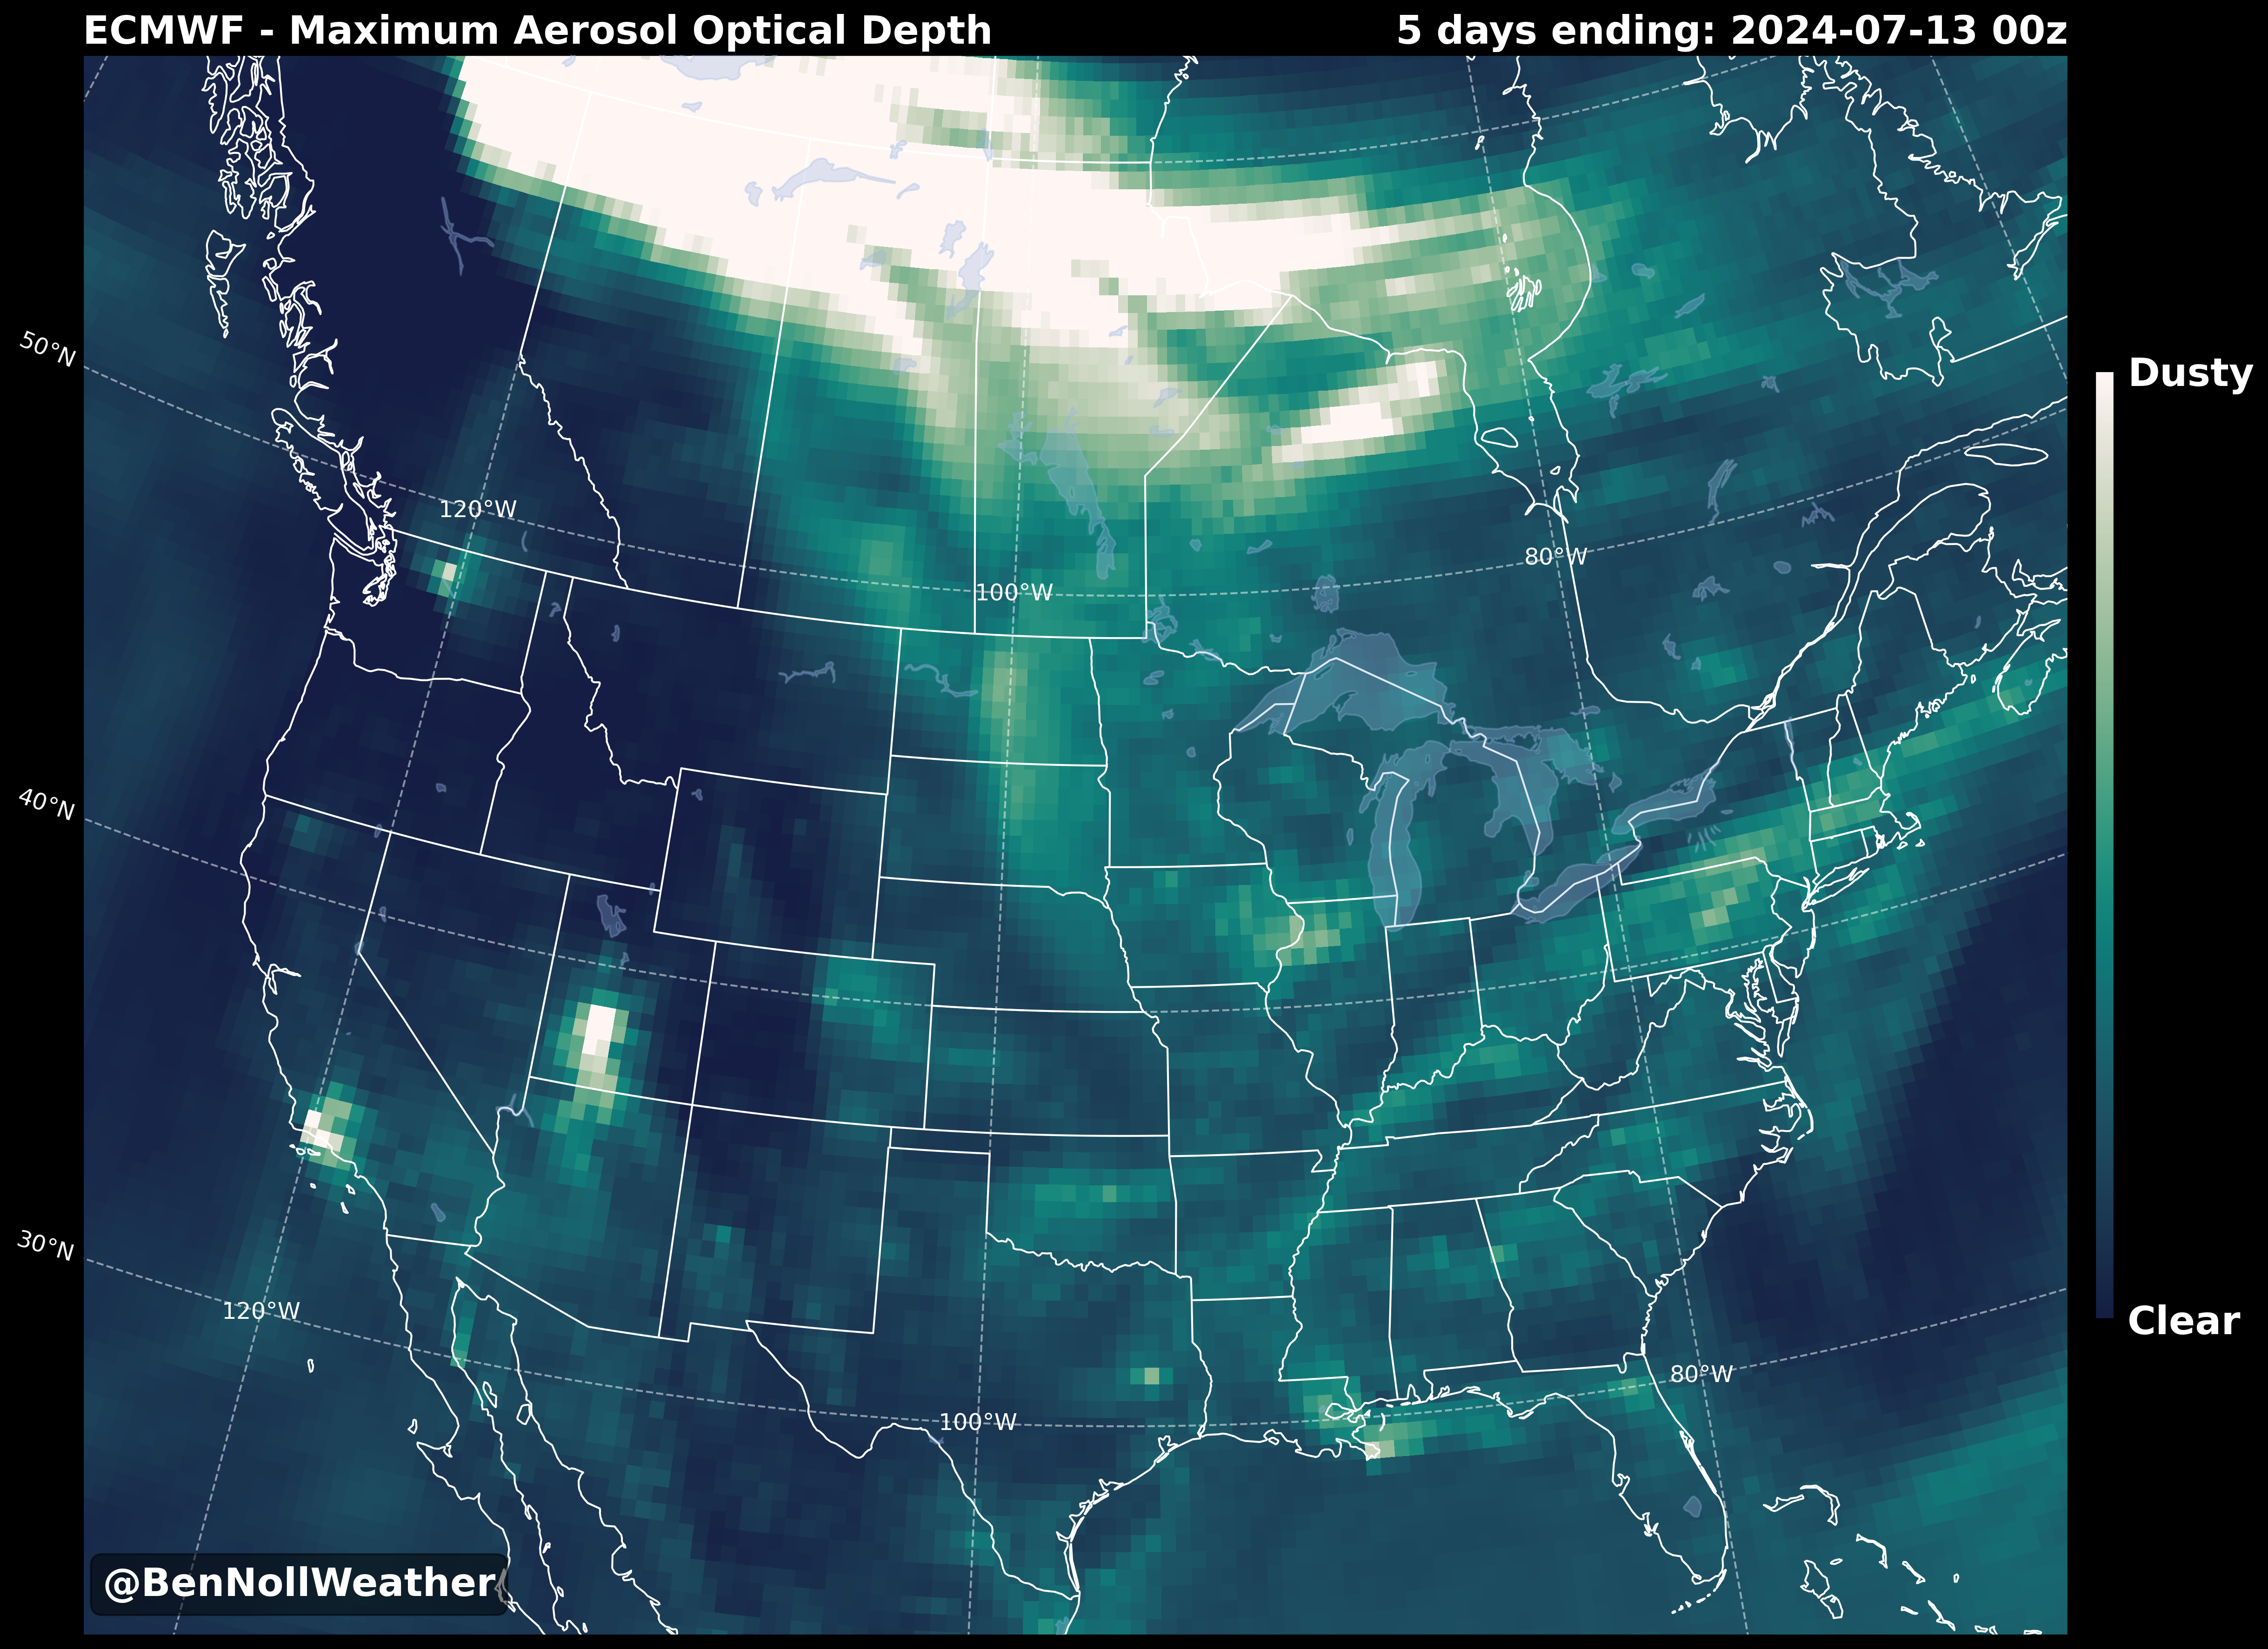 ECMWF - Maximum Aerosol Optical Depth
5 days ending: 2024-07-13 00z
50°N
Dusty
120°W
80°W
100°W
40°N
30°N
120°W
Clear
80°W
100°W
@BenNollWeather